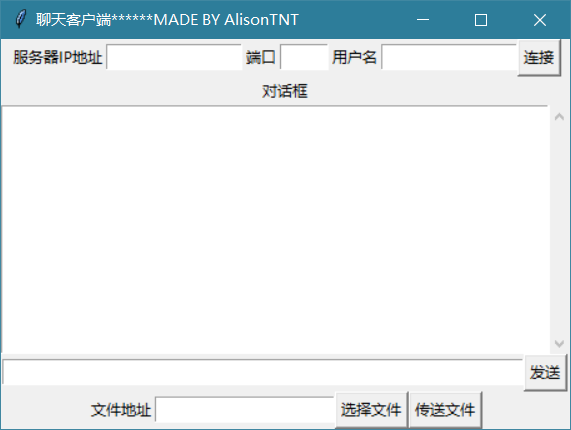 聊天客户端******MADE BY AlisonTNT
服务器IP地址 端口 用户名 连接
对话框
发送
文件地址 选择文件 传送文件